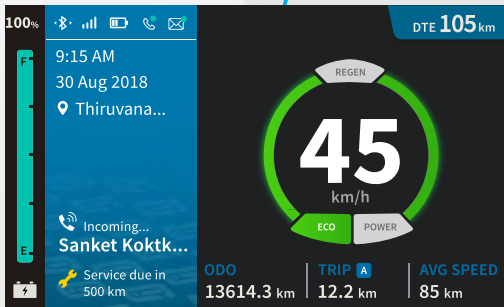 100%
F
E
9:15 AM
30 Aug 2018
Thiruvana...
Incoming...
Sanket Koktk...
Service due in
500 km
DTE 105 km
REGEN
45
km/h
ECO
POWER
ODO
13614.3 km
TRIP A
12.2 km
AVG SPEED
85 km